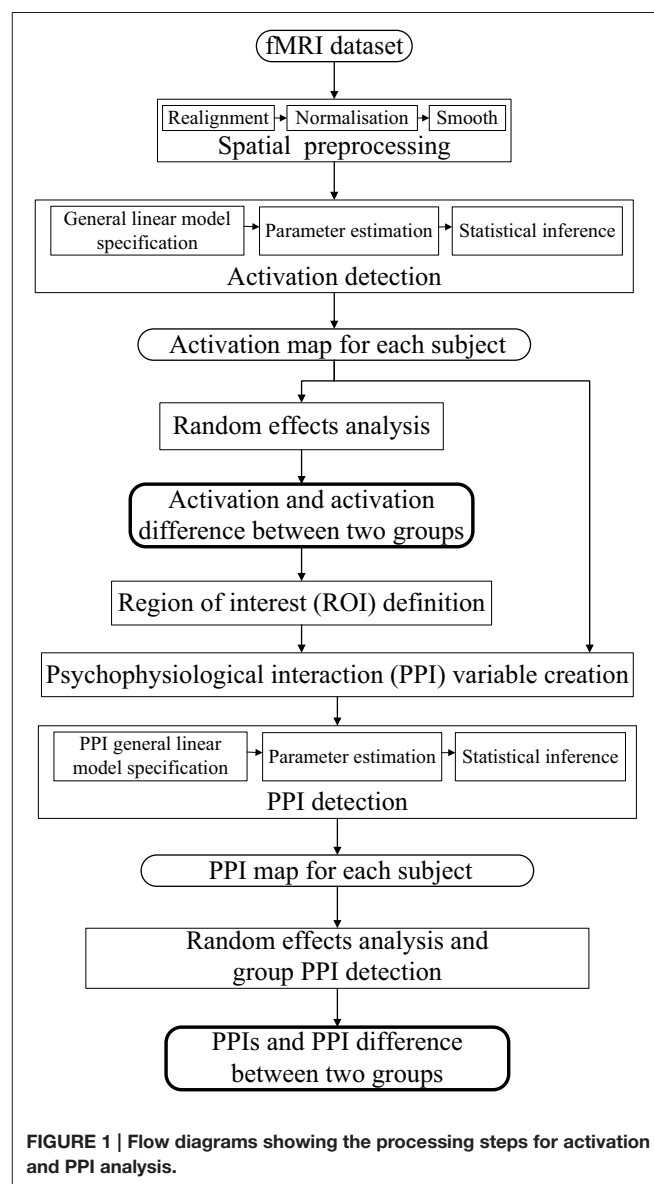 fMRI dataset
Realignment
Normalisation
Smooth
Spatial preprocessing
General linear model
specification
Parameter estimation
Statistical inference
Activation detection
Activation map for each subject
Random effects analysis
Activation and activation
difference between two groups
Region of interest (ROI) definition
Psychophysiological interaction (PPI) variable creation
PPI general linear
model specification
Parameter estimation
Statistical inference
PPI detection
PPI map for each subject
Random effects analysis and
group PPI detection
PPIs and PPI difference
between two groups
FIGURE 1 | Flow diagrams showing the processing steps for activation
and PPI analysis.